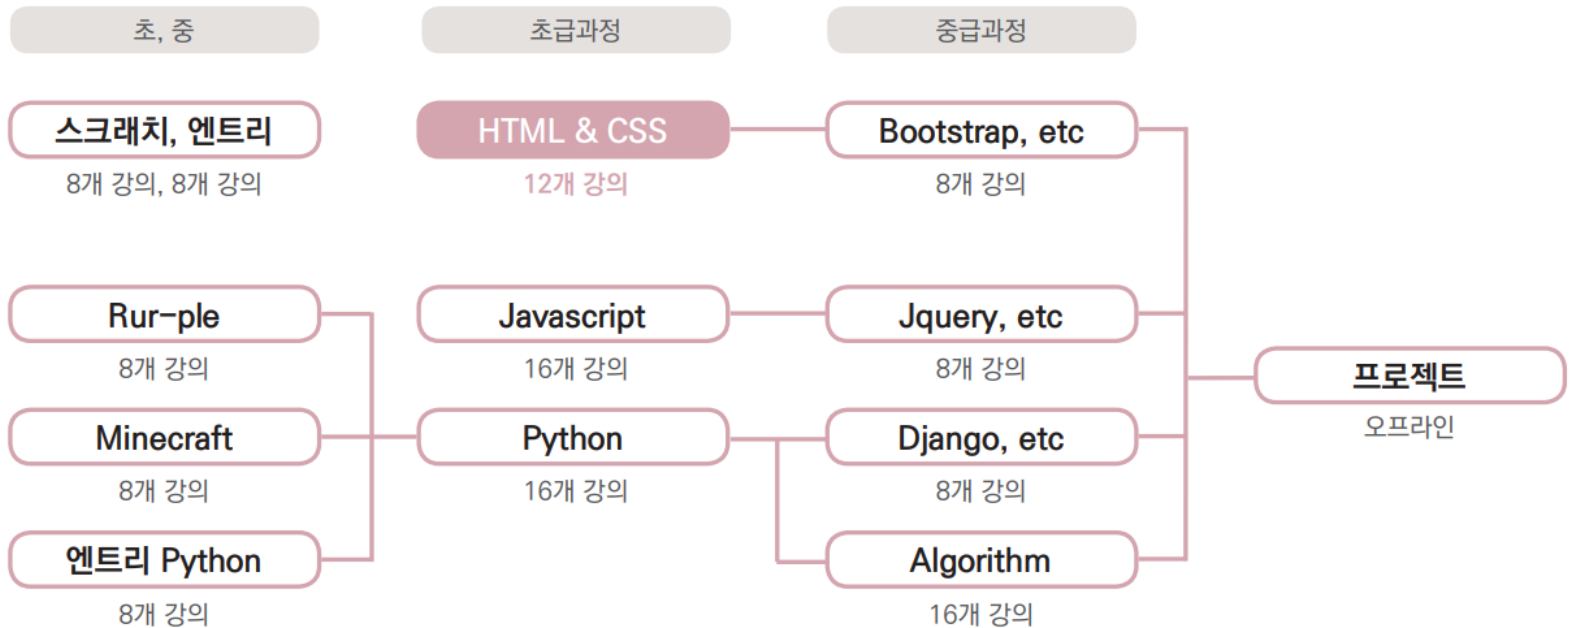 초, 중
초급과정
중급과정
스크래치, 엔트리
8개 강의, 8개 강의
HTML & CSS
12개 강의
Bootstrap, etc
8개 강의
Rur-ple
8개 강의
Javascript
16개 강의
Jquery, etc
8개 강의
프로젝트
오프라인
Minecraft
8개 강의
Python
16개 강의
Django, etc
8개 강의
엔트리 Python
8개 강의
Algorithm
16개 강의